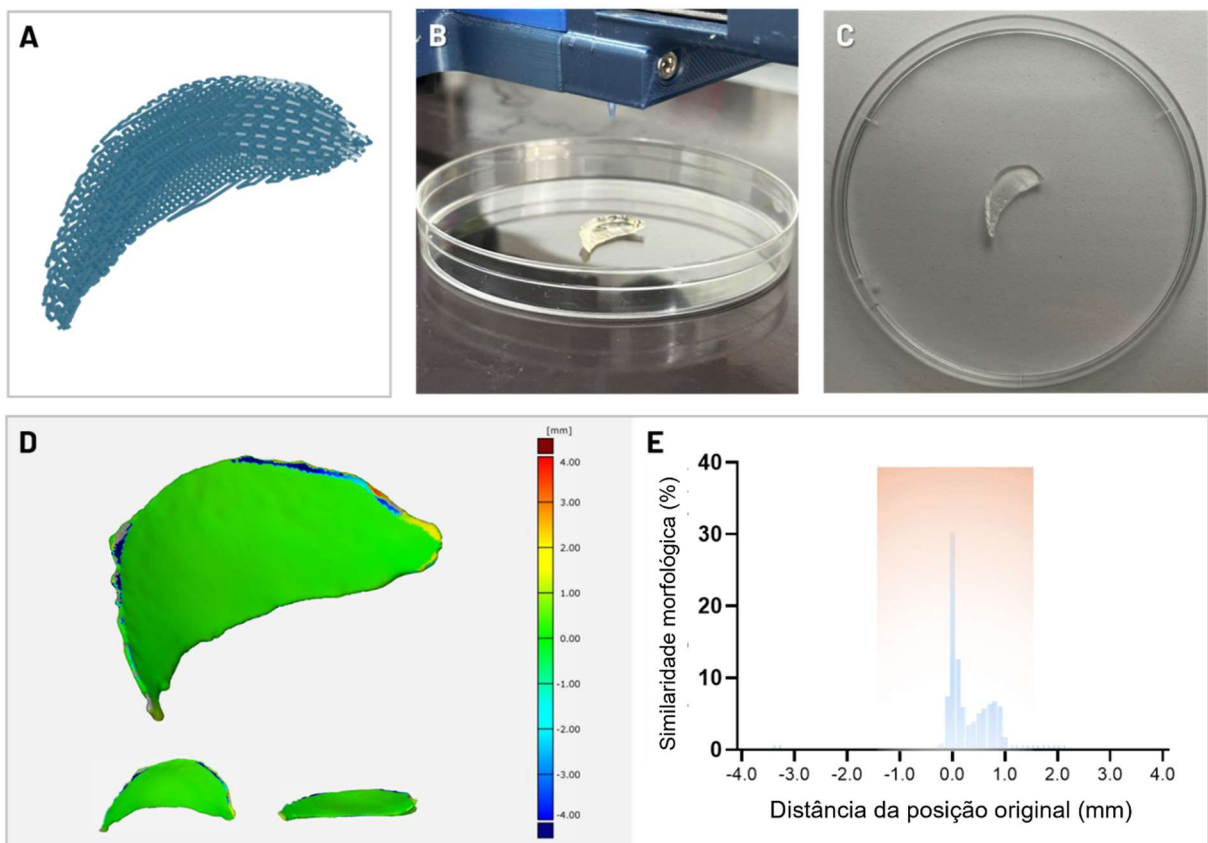 A
B
C
D
[mm]
4.00
3.00
2.00
1.00
0.00
-1.00
-2.00
-3.00
-4.00
E
Similaridade morfológica (%)
40
30
20
10
0
-4.0 -3.0 -2.0 -1.0 0.0 1.0 2.0 3.0 4.0
Distância da posição original (mm)